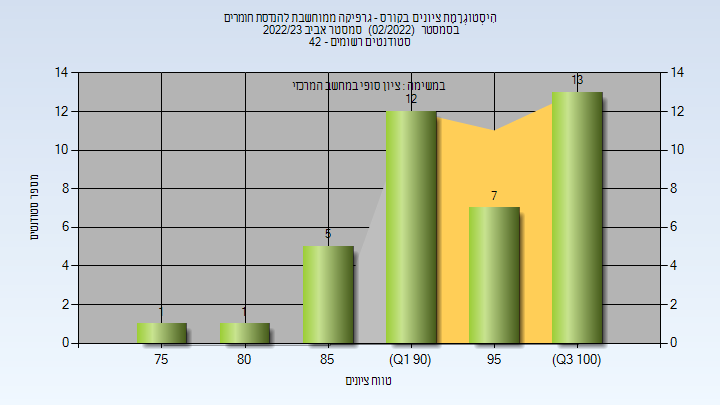 הִיסטוֹגְרַמַת ציונים בקורס - גרפיקה ממוחשבת להנדסת חומרים
בסמסטר (02/2022) סמסטר אביב 2022/23
סטודנטים רשומים - 42
במשימה : ציון סופי במחשב המרכזי
14 14
12 12
10 10
8 8
6 6
4 4
2 2
0 0
1 1 5 12 7 13
75 80 85 (Q1 90) 95 (Q3 100)
מספר סטודנטים
טווח ציונים